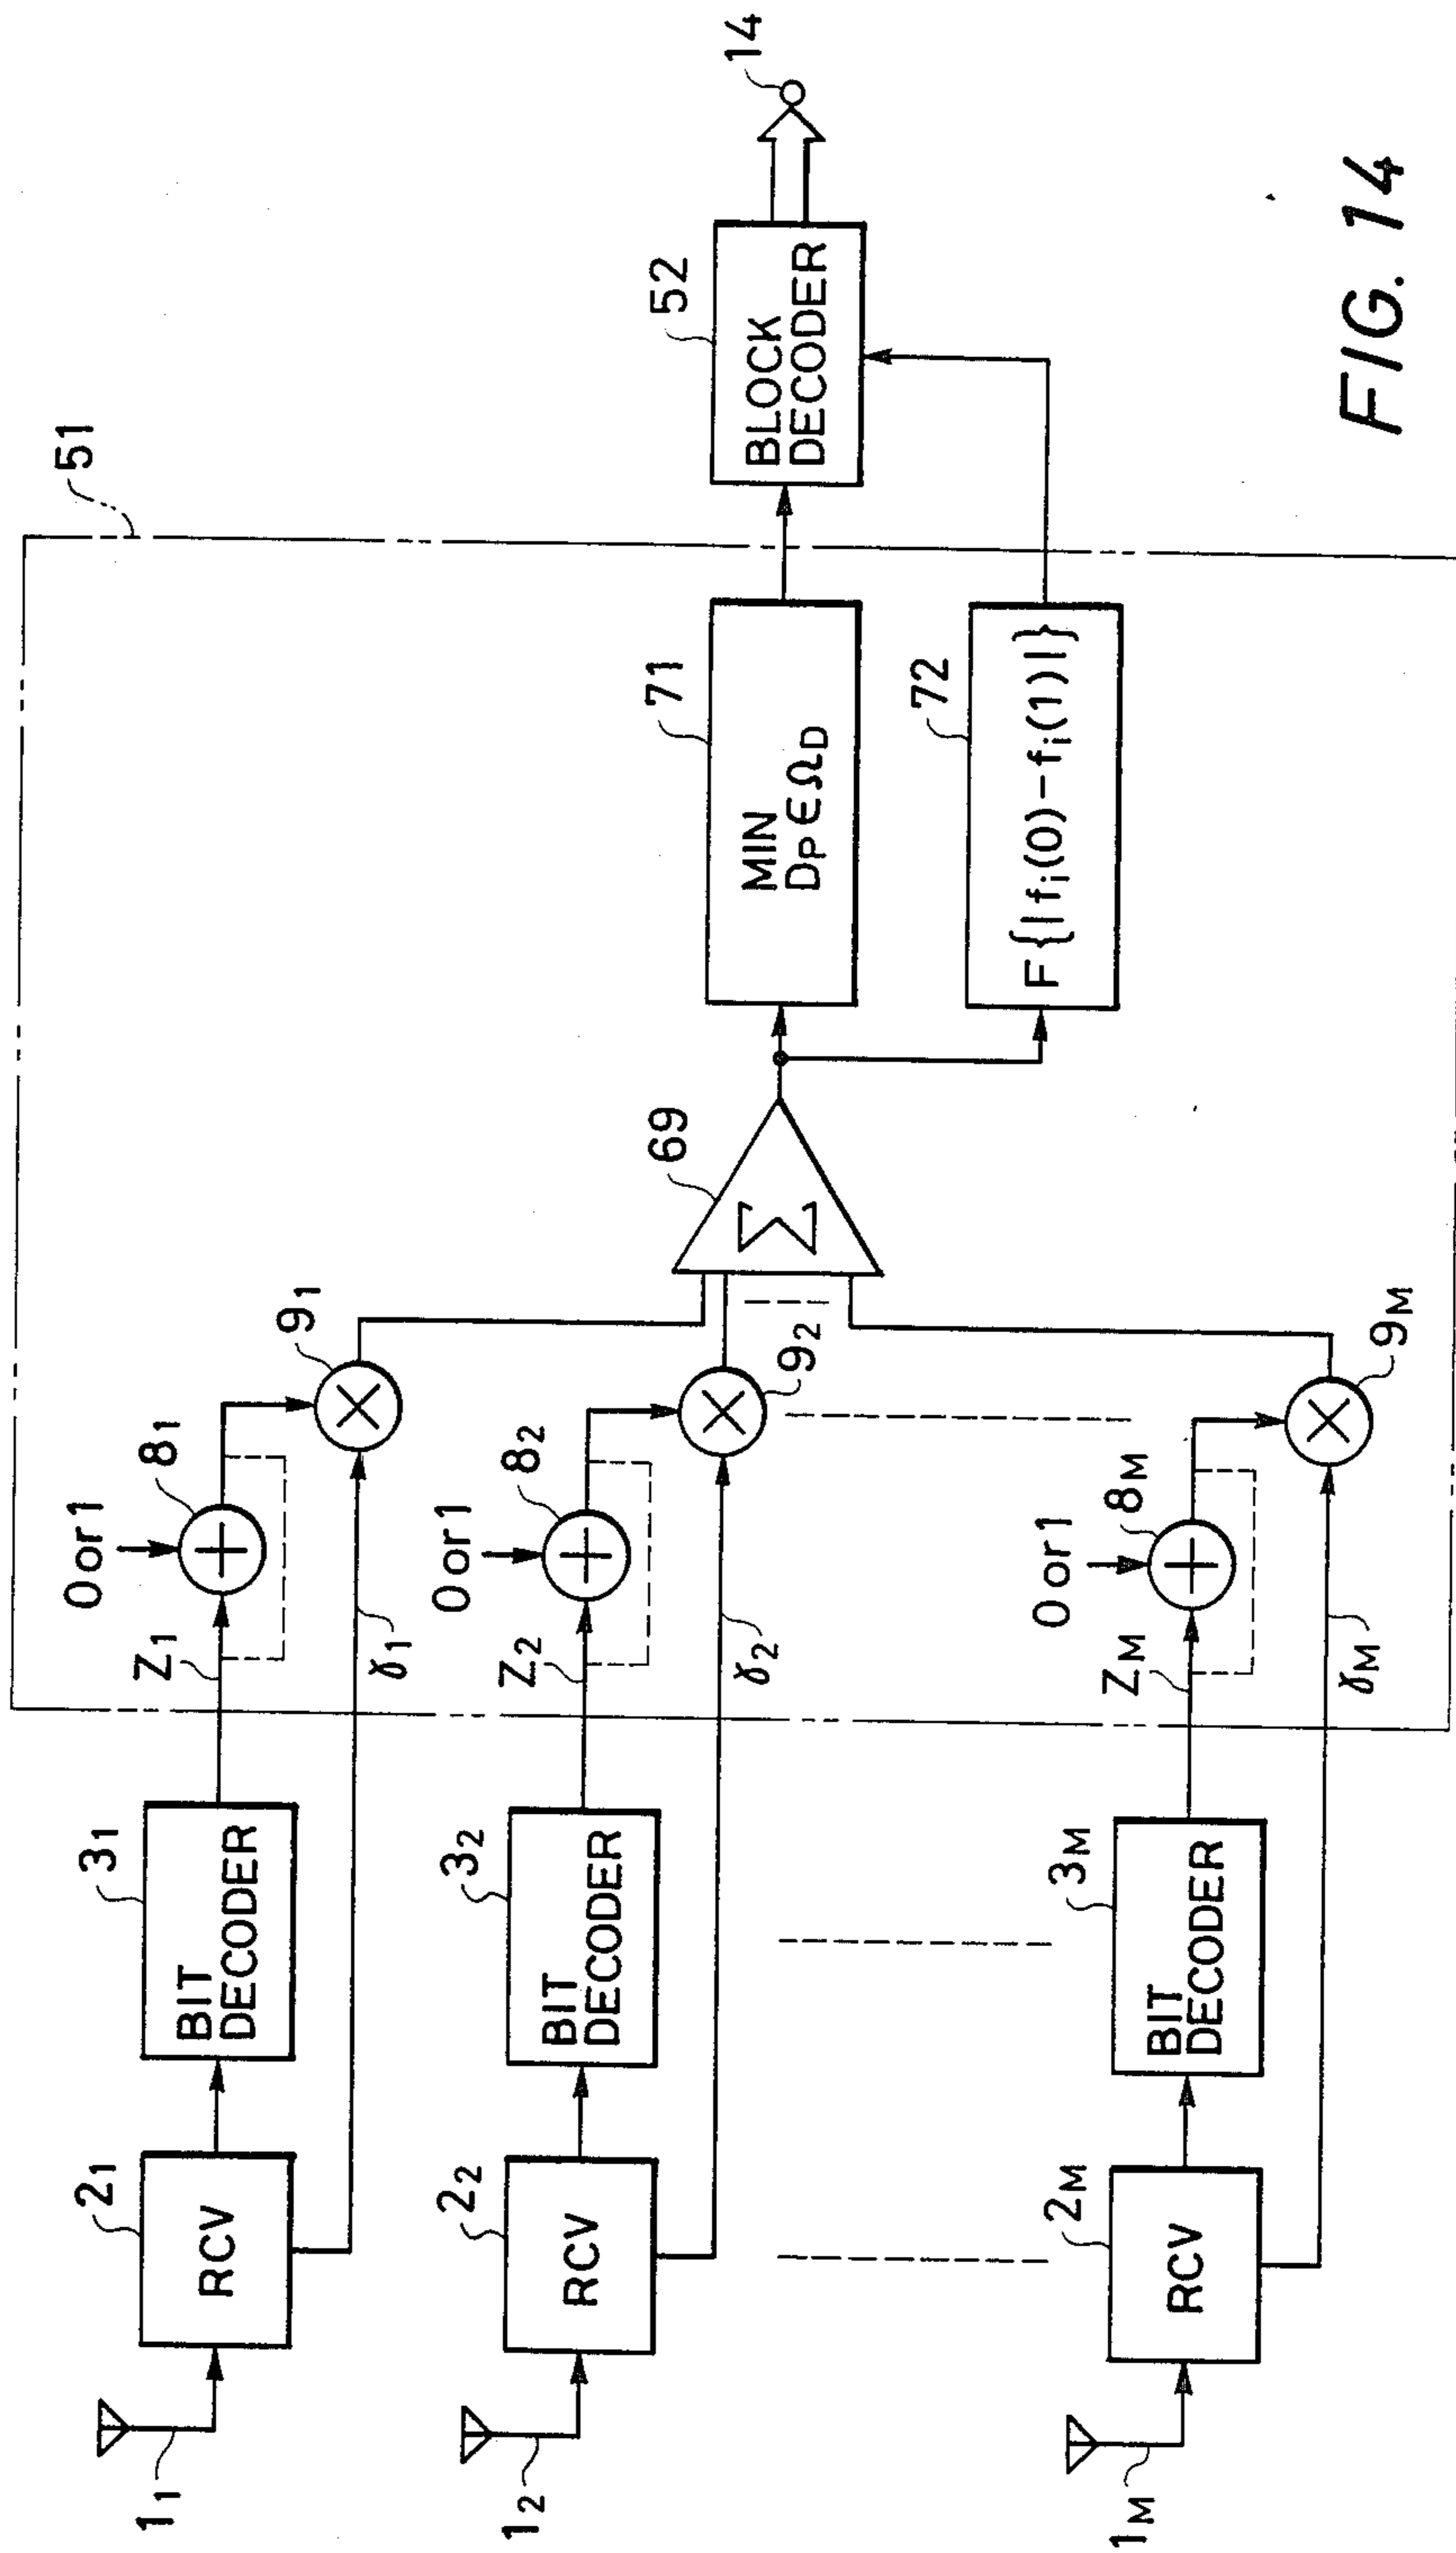 1₁
2₁
RCV
3₁
BIT
DECODER
Z₁
0 or 1
8₁
9₁
γ₁
1₂
2₂
RCV
3₂
BIT
DECODER
Z₂
0 or 1
8₂
9₂
γ₂
1M
2M
RCV
3M
BIT
DECODER
ZM
0 or 1
8M
9M
γM
69
Σ
71
MIN
DP∈ΩD
72
F{|fi(0)−fi(1)|}
51
52
BLOCK
DECODER
14
FIG. 14